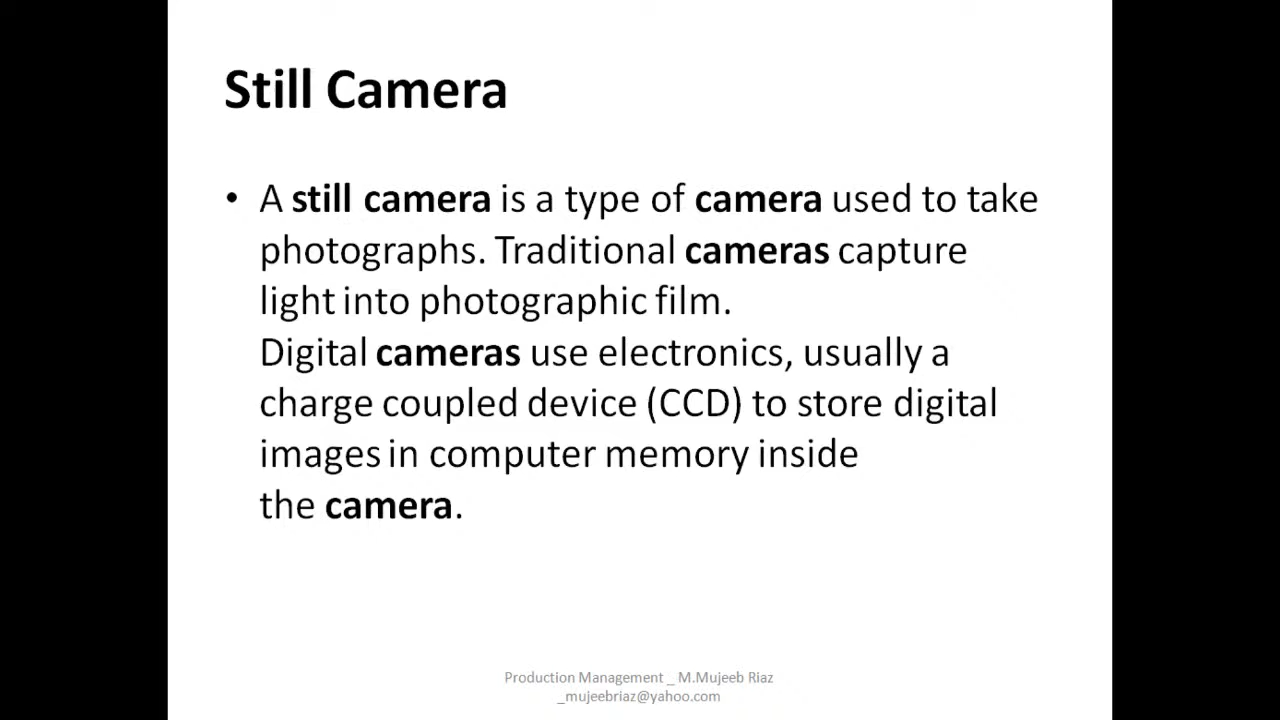 Still Camera
• A still camera is a type of camera used to take
photographs. Traditional cameras capture
light into photographic film.
Digital cameras use electronics, usually a
charge coupled device (CCD) to store digital
images in computer memory inside
the camera.
Production Management _ M.Mujeeb Riaz
_mujeebriaz@yahoo.com